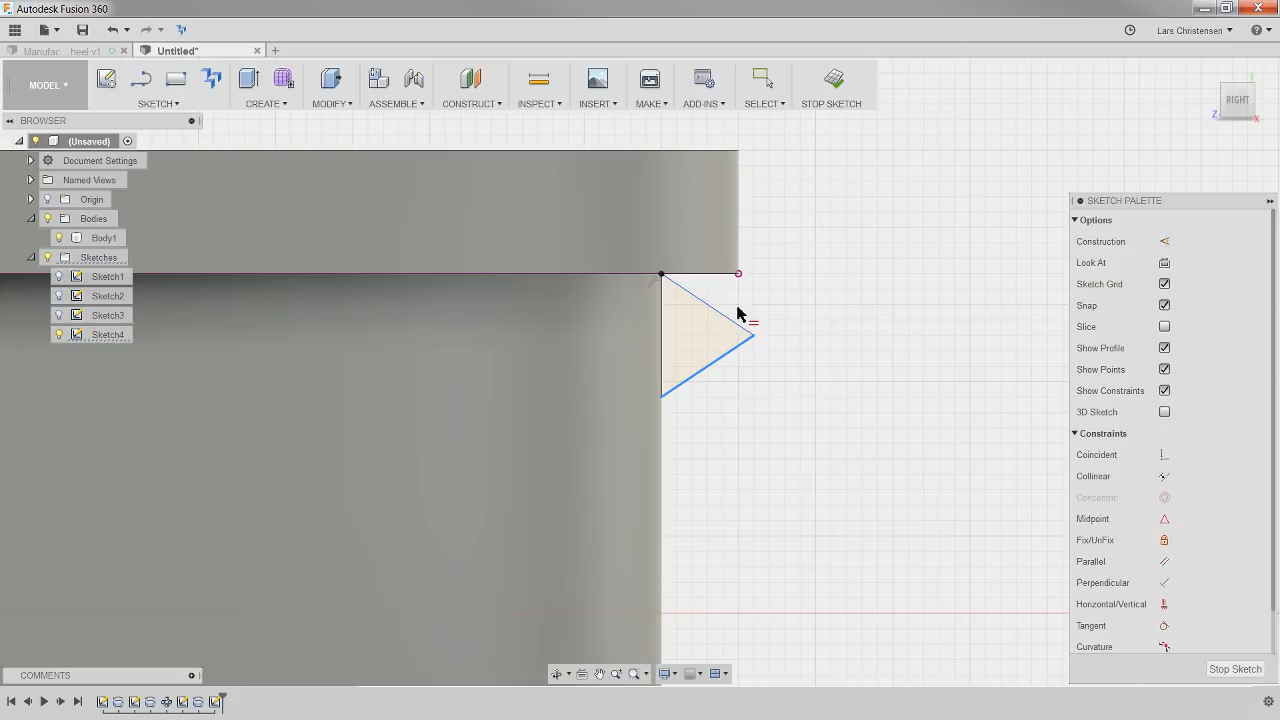 Autodesk Fusion 360
Lars Christensen
Manufac... heel v1
Untitled*
MODEL
SKETCH
CREATE
MODIFY
ASSEMBLE
CONSTRUCT
INSPECT
INSERT
MAKE
ADD-INS
SELECT
STOP SKETCH
RIGHT
Z
X
Y
BROWSER
(Unsaved)
Document Settings
Named Views
Origin
Bodies
Body1
Sketches
Sketch1
Sketch2
Sketch3
Sketch4
SKETCH PALETTE
Options
Construction
Look At
Sketch Grid
Snap
Slice
Show Profile
Show Points
Show Constraints
3D Sketch
Constraints
Coincident
Collinear
Concentric
Midpoint
Fix/UnFix
Parallel
Perpendicular
Horizontal/Vertical
Tangent
Curvature
Stop Sketch
COMMENTS